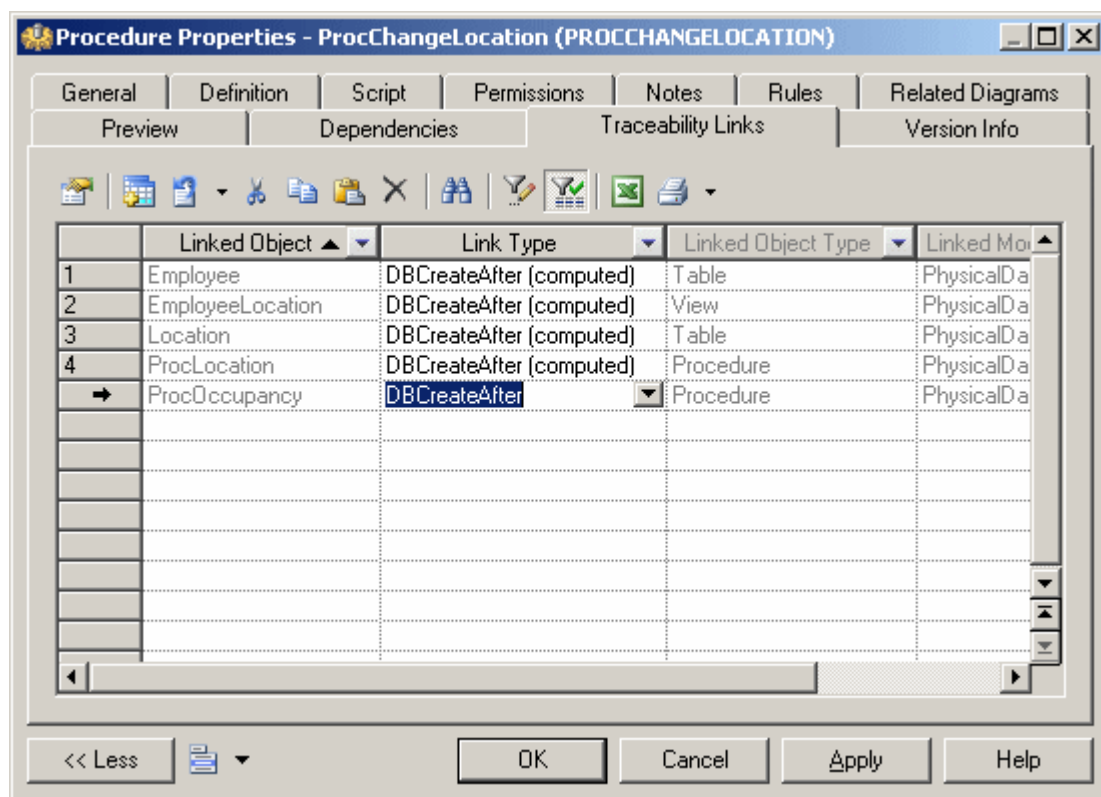 Procedure Properties - ProcChangeLocation (PROCCHANGELOCATION)
General Definition Script Permissions Notes Rules Related Diagrams
Preview Dependencies Traceability Links Version Info
Linked Object Link Type Linked Object Type Linked Mo
1 Employee DBCreateAfter (computed) Table PhysicalDa
2 EmployeeLocation DBCreateAfter (computed) View PhysicalDa
3 Location DBCreateAfter (computed) Table PhysicalDa
4 ProcLocation DBCreateAfter (computed) Procedure PhysicalDa
ProcOccupancy DBCreateAfter Procedure PhysicalDa
<< Less OK Cancel Apply Help